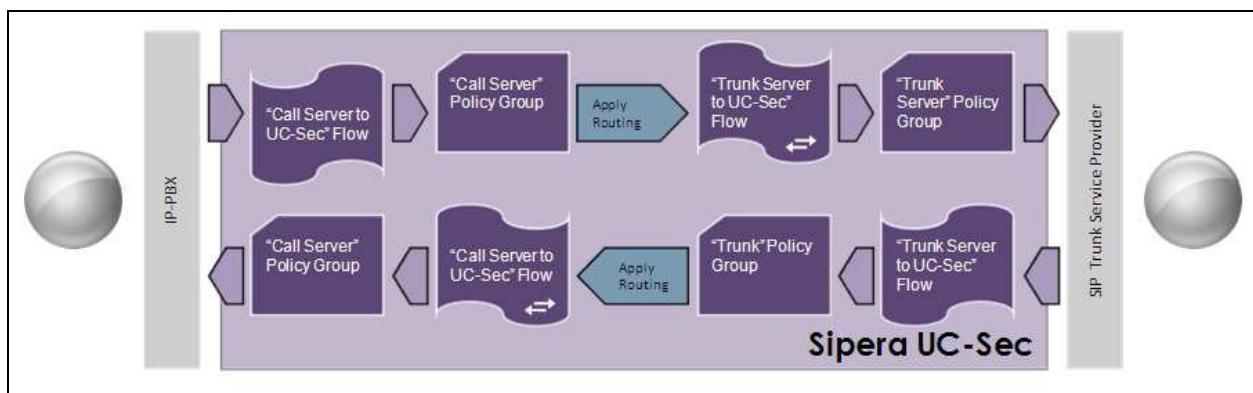 IP-PBX
“Call Server to
UC-Sec” Flow
“Call Server”
Policy Group
Apply
Routing
“Trunk Server
to UC-Sec”
Flow
“Trunk
Server” Policy
Group
SIP Trunk Service Provider
“Call Server”
Policy Group
“Call Server to
UC-Sec” Flow
Apply
Routing
“Trunk” Policy
Group
“Trunk Server
to UC-Sec”
Flow
Sipera UC-Sec